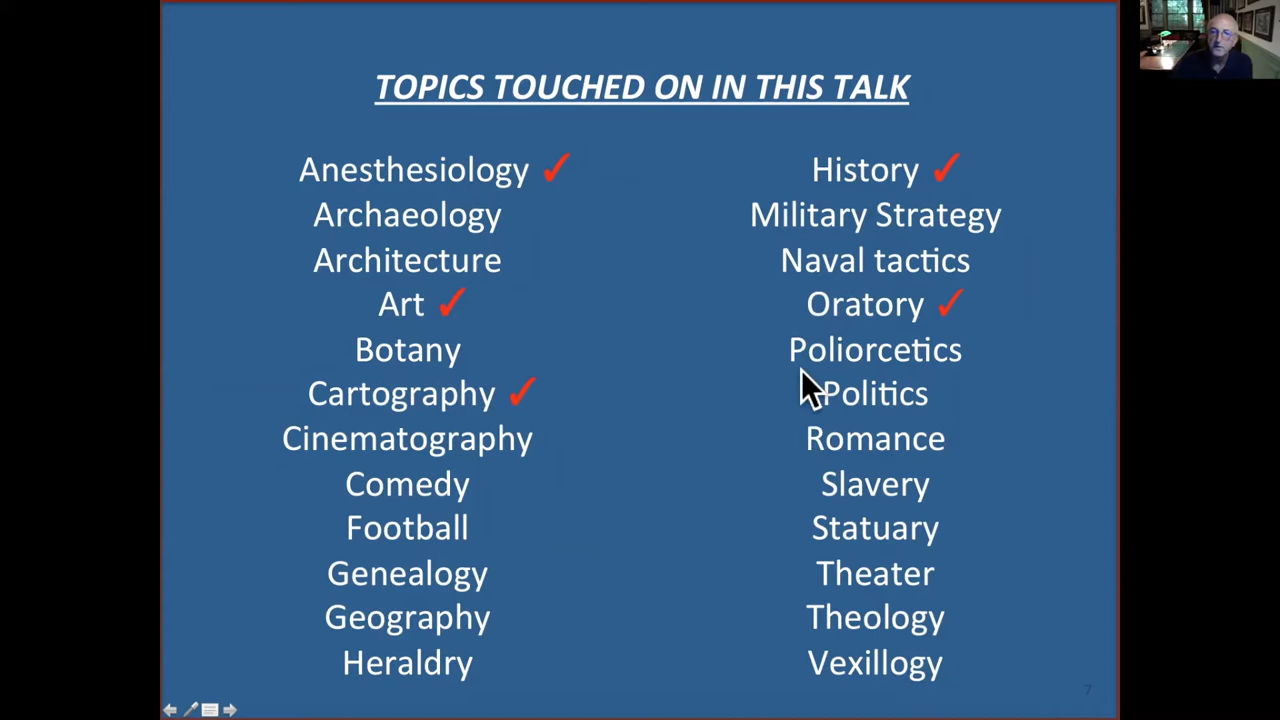 TOPICS TOUCHED ON IN THIS TALK
Anesthesiology ✓
Archaeology
Architecture
Art ✓
Botany
Cartography ✓
Cinematography
Comedy
Football
Genealogy
Geography
Heraldry
History ✓
Military Strategy
Naval tactics
Oratory ✓
Poliorcetics
Politics
Romance
Slavery
Statuary
Theater
Theology
Vexillogy
7